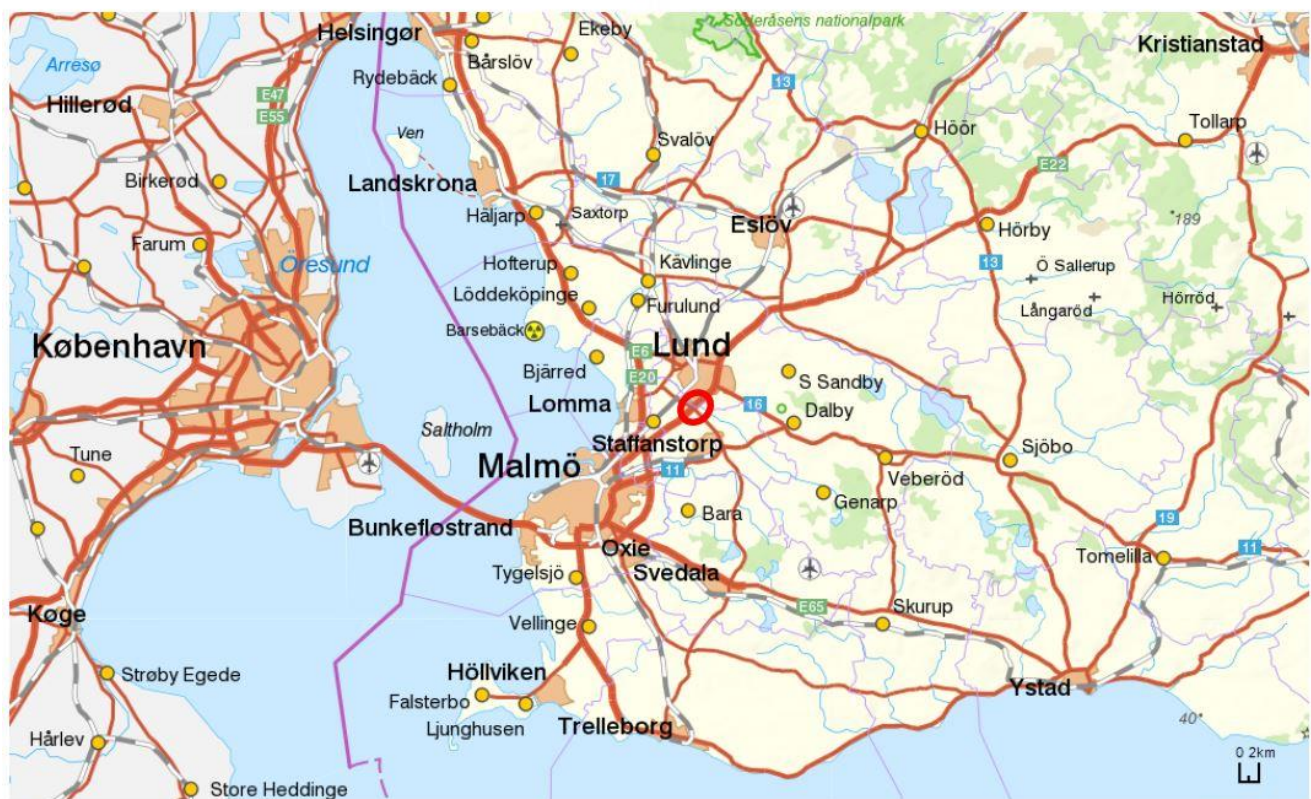 Söderåsens nationalpark
Helsingør
Ekeby
Kristianstad
Bårslöv
Arresø
Rydebäck
13
Hillerød
E47
E55
Ven
Höör
Tollarp
Svalöv
E22
Birkerød
Landskrona
17
Häljarp
Saxtorp
Eslöv
Hörby
189
Farum
Öresund
Hofterup
Kävlinge
13
Ö Sallerup
Löddeköpinge
Furulund
Långaröd
Hörröd
Barsebäck
København
Lund
E6
Bjärred
E20
S Sandby
Lomma
16
Dalby
Saltholm
Staffanstorp
Sjöbo
Tune
Malmö
11
Veberöd
Genarp
Bara
19
Bunkeflostrand
Oxie
11
Tomelilla
Tygelsjö
Svedala
Køge
E65
Skurup
Vellinge
Strøby Egede
Höllviken
Ystad
Falsterbo
Ljunghusen
Trelleborg
40
Hårlev
0 2km
Store Heddinge